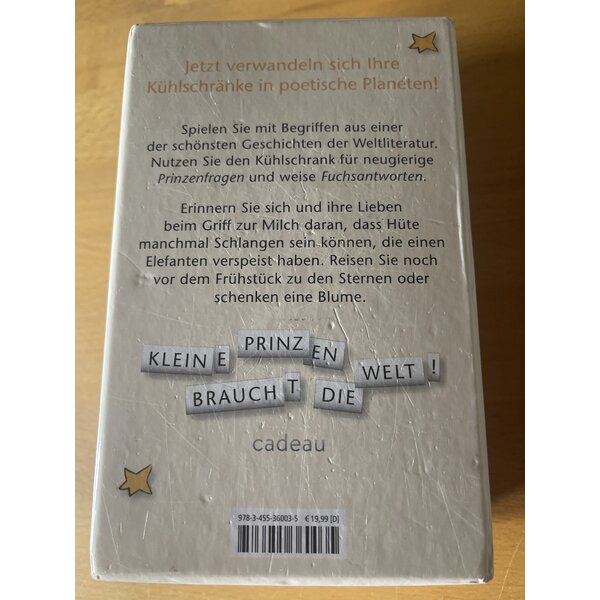 Jetzt verwandeln sich Ihre
Kühlschränke in poetische Planeten!
Spielen Sie mit Begriffen aus einer
der schönsten Geschichten der Weltliteratur.
Nutzen Sie den Kühlschrank für neugierige
Prinzenfragen und weise Fuchsantworten.
Erinnern Sie sich und ihre Lieben
beim Griff zur Milch daran, dass Hüte
manchmal Schlangen sein können, die einen
Elefanten verspeist haben. Reisen Sie noch
vor dem Frühstück zu den Sternen oder
schenken eine Blume.
KLEIN E PRINZ EN
BRAUCH T DIE WELT !
cadeau
978-3-455-36003-5 € 19,99 [D]